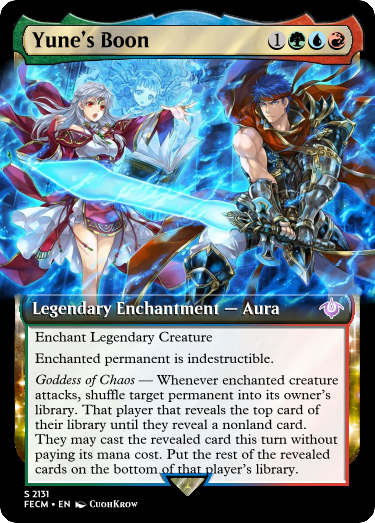 Yune's Boon 1
Legendary Enchantment — Aura
Enchant Legendary Creature
Enchanted permanent is indestructible.
Goddess of Chaos — Whenever enchanted creature
attacks, shuffle target permanent into its owner's
library. That player that reveals the top card of
their library until they reveal a nonland card.
They may cast the revealed card this turn without
paying its mana cost. Put the rest of the revealed
cards on the bottom of that player's library.
S 2131
FECM • EN CuohKrow